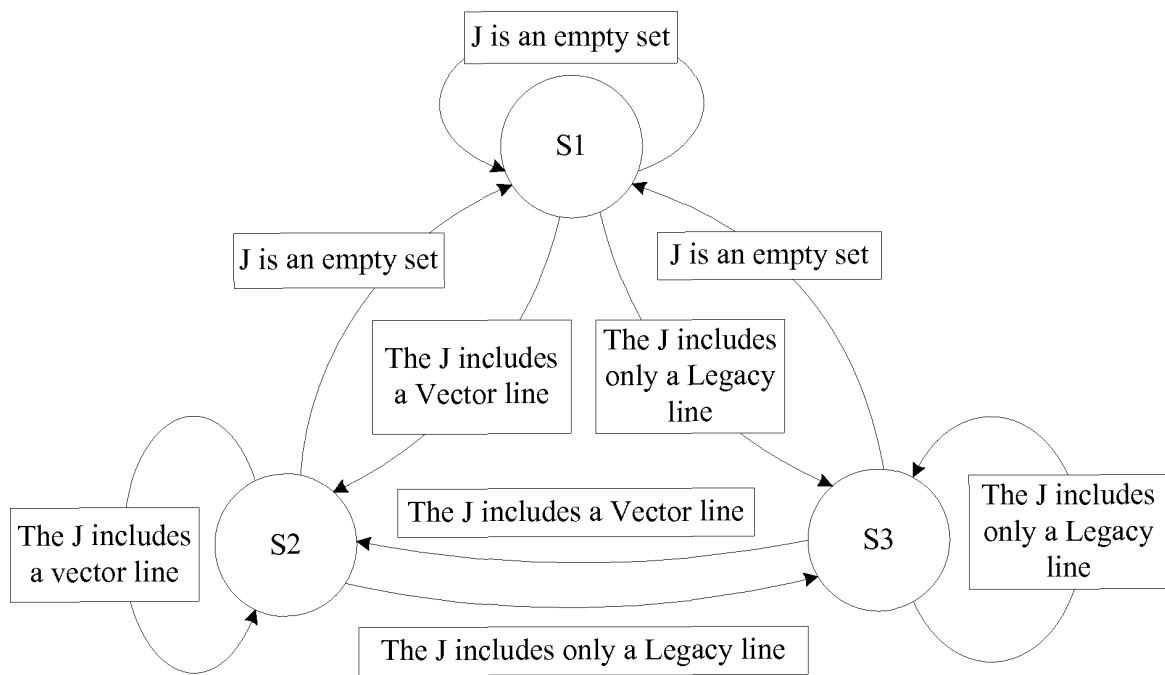 J is an empty set
S1
J is an empty set
J is an empty set
The J includes
a Vector line
The J includes
only a Legacy
line
The J includes
a vector line
S2
The J includes a Vector line
S3
The J includes
only a Legacy
line
The J includes only a Legacy line